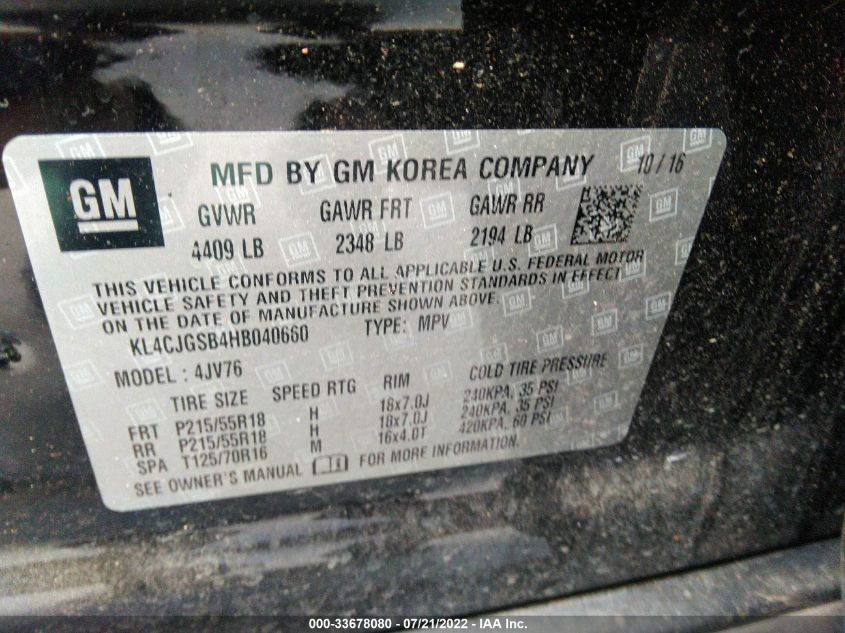 GM
MFD BY GM KOREA COMPANY 10/16
GVWR GAWR FRT GAWR RR
4409 LB 2348 LB 2194 LB
THIS VEHICLE CONFORMS TO ALL APPLICABLE U.S. FEDERAL MOTOR
VEHICLE SAFETY AND THEFT PREVENTION STANDARDS IN EFFECT
ON THE DATE OF MANUFACTURE SHOWN ABOVE.
KL4CJGSB4HB040660 TYPE: MPV
MODEL : 4JV76
TIRE SIZE SPEED RTG RIM COLD TIRE PRESSURE
FRT P215/55R18 H 18x7.0J 240KPA, 35 PSI
RR P215/55R18 H 18x7.0J 240KPA, 35 PSI
SPA T125/70R16 M 16x4.0T 420KPA, 60 PSI
SEE OWNER'S MANUAL FOR MORE INFORMATION.
000-33678080 - 07/21/2022 - IAA Inc.